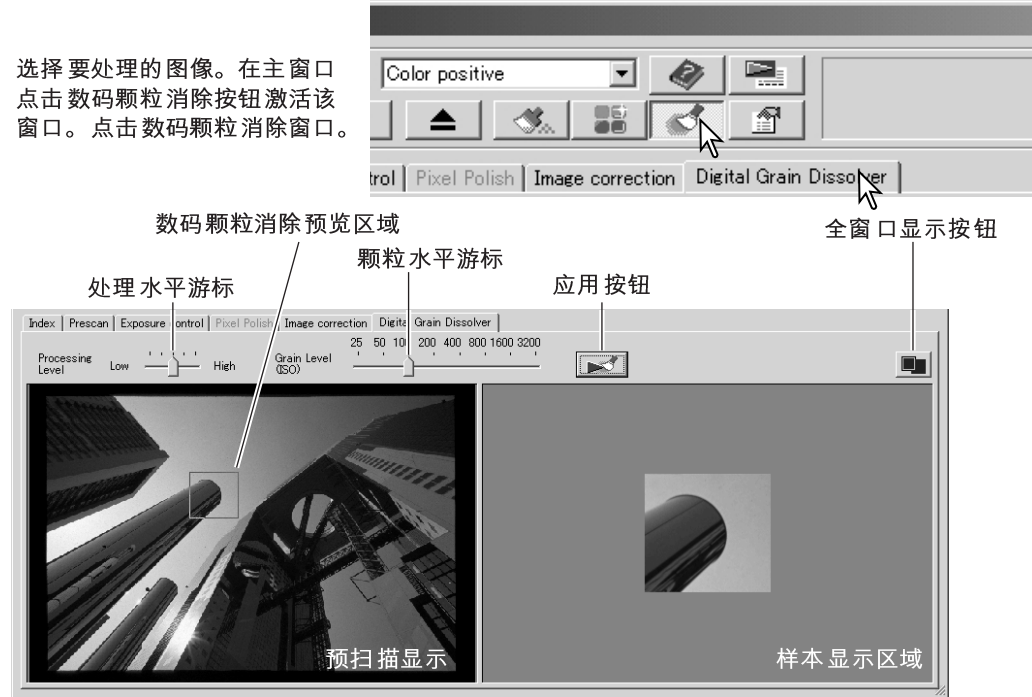 选择要处理的图像。在主窗口
点击数码颗粒消除按钮激活该
窗口。点击数码颗粒消除窗口。
Color positive
Pixel Polish Image correction Digital Grain
数码颗粒消除预览区域
全窗口显示按钮
颗粒水平游标
处理水平游标
应用按钮
Index Prescan Exposure Pixel Polish Image correction Grain Dissolver
25 50 200 400 800 1600 3200
Processing Level Low High
Grain Level (ISO)
预扫描显示
样本显示区域